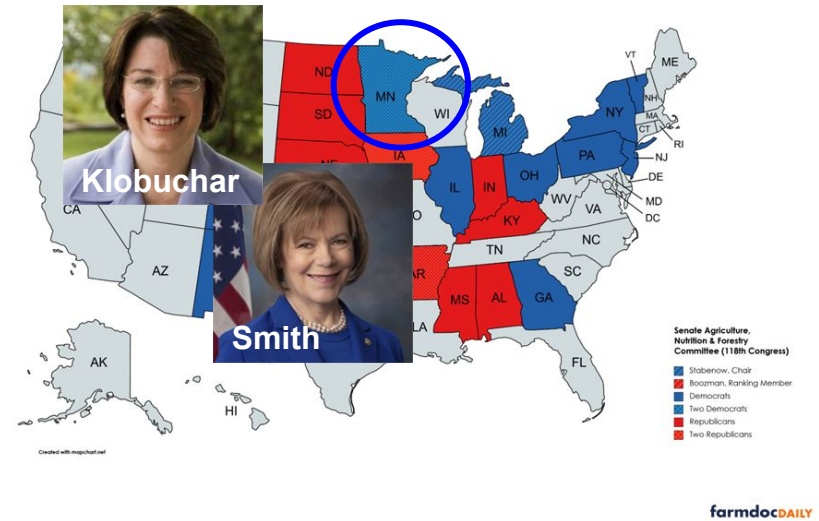 ME
VT
ND
Klobuchar
MN
NH
NY
MA
SD
WI
MI
CT
RI
IA
PA
NJ
OH
DE
IL
IN
MD
WV
CA
KY
VA
DC
NC
TN
AZ
SC
AR
MS
AL
GA
LA
Smith
FL
AK
HI
Senate Agriculture,
Nutrition & Forestry
Committee (118th Congress)
Stabenow, Chair
Boozman, Ranking Member
Democrats
Two Democrats
Republicans
Two Republicans
Created with mapchart.net
farmdocDAILY